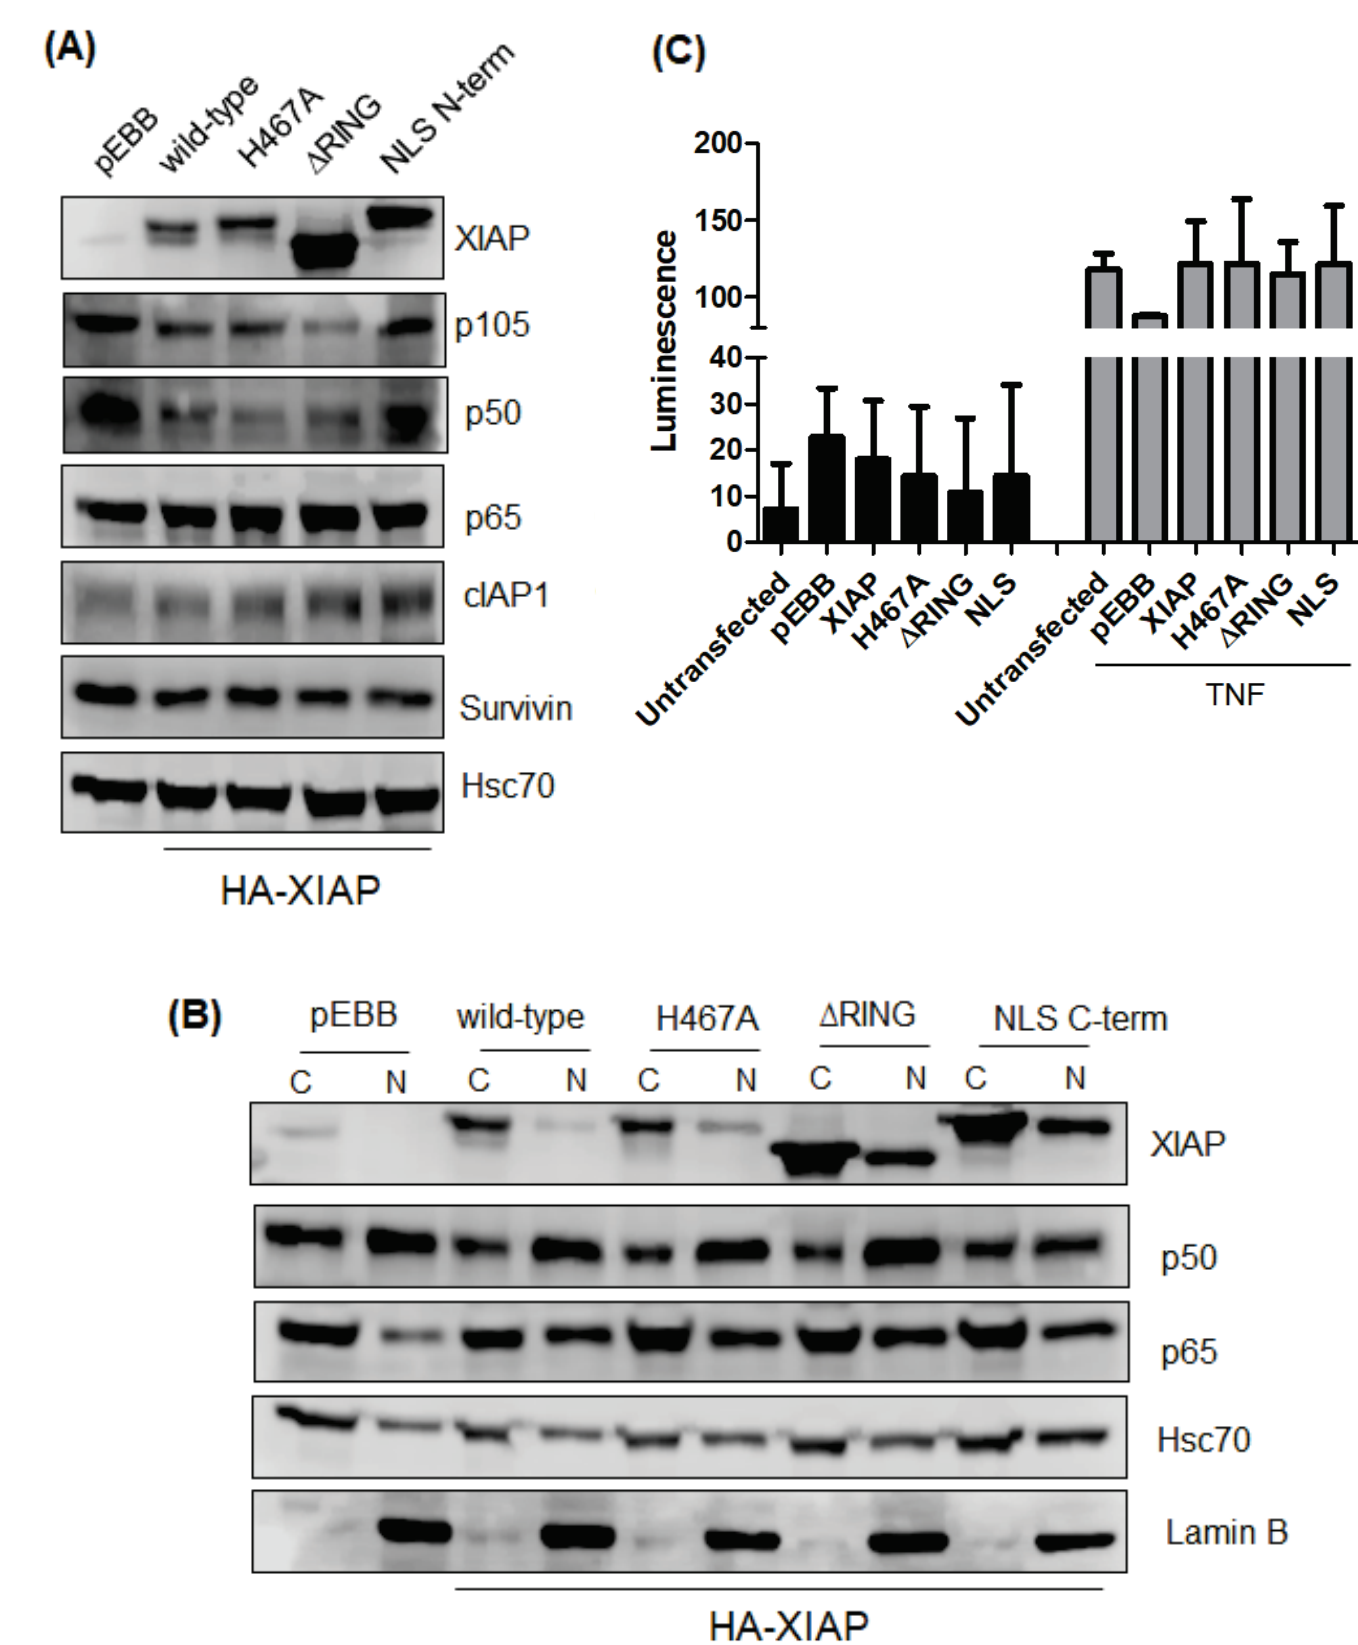 (A)
pEBB
wild-type
H467A
ΔRING
NLS N-term
XIAP
p105
p50
p65
cIAP1
Survivin
Hsc70
HA-XIAP
(C)
Luminescence
200
150
100
40
30
20
10
0
Untransfected
pEBB
XIAP
H467A
ΔRING
NLS
Untransfected
pEBB
XIAP
H467A
ΔRING
NLS
TNF
(B)
pEBB wild-type H467A ΔRING NLS C-term
C N C N C N C N C N
XIAP
p50
p65
Hsc70
Lamin B
HA-XIAP